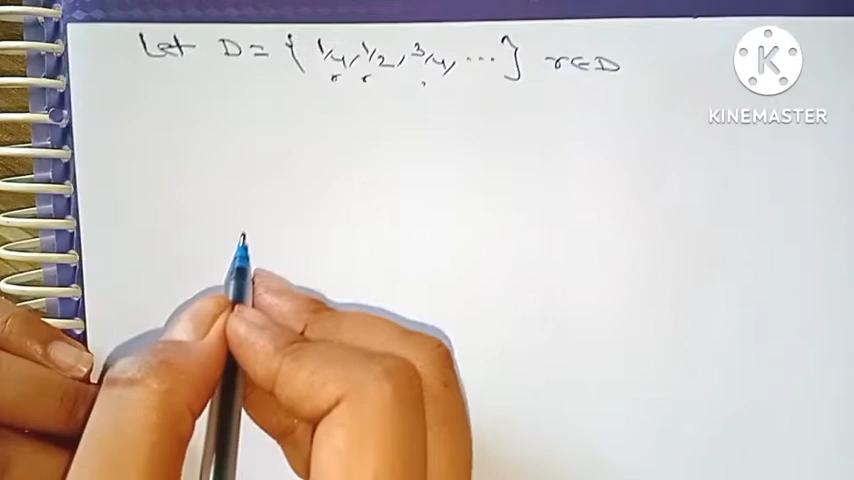 Let D = { 1/4, 1/2, 3/4, ... } r∈D
KINEMASTER